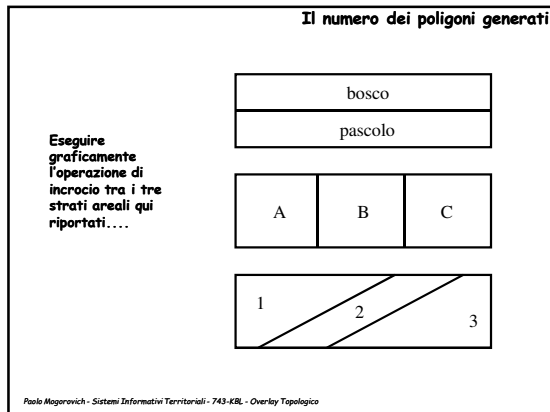 Il numero dei poligoni generati
bosco
pascolo
Eseguire
graficamente
l'operazione di
incrocio tra i tre
strati areali qui
riportati....
A B C
1
2
3
Paolo Mogorovich - Sistemi Informativi Territoriali - 743-KBL - Overlay Topologico